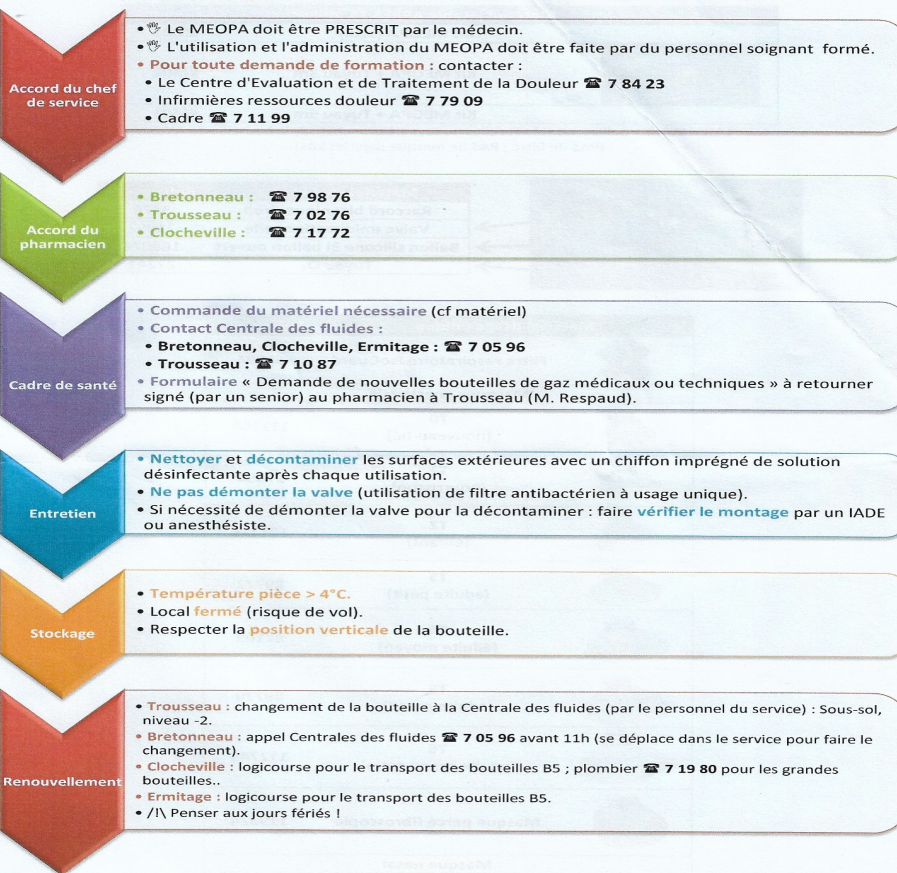 Accord du chef
de service
• Le MEOPA doit être PRESCRIT par le médecin.
• L'utilisation et l'administration du MEOPA doit être faite par du personnel soignant formé.
• Pour toute demande de formation : contacter :
• Le Centre d'Evaluation et de Traitement de la Douleur ☎ 7 84 23
• Infirmières ressources douleur ☎ 7 79 09
• Cadre ☎ 7 11 99
Accord du
pharmacien
• Bretonneau : ☎ 7 98 76
• Trousseau : ☎ 7 02 76
• Clocheville : ☎ 7 17 72
Cadre de santé
• Commande du matériel nécessaire (cf matériel)
• Contact Centrale des fluides :
• Bretonneau, Clocheville, Ermitage : ☎ 7 05 96
• Trousseau : ☎ 7 10 87
• Formulaire « Demande de nouvelles bouteilles de gaz médicaux ou techniques » à retourner
signé (par un senior) au pharmacien à Trousseau (M. Respaud).
Entretien
• Nettoyer et décontaminer les surfaces extérieures avec un chiffon imprégné de solution
désinfectante après chaque utilisation.
• Ne pas démonter la valve (utilisation de filtre antibactérien à usage unique).
• Si nécessité de démonter la valve pour la décontaminer : faire vérifier le montage par un IADE
ou anesthésiste.
Stockage
• Température pièce > 4°C.
• Local fermé (risque de vol).
• Respecter la position verticale de la bouteille.
Renouvellement
• Trousseau : changement de la bouteille à la Centrale des fluides (par le personnel du service) : Sous-sol,
niveau -2.
• Bretonneau : appel Centrales des fluides ☎ 7 05 96 avant 11h (se déplace dans le service pour faire le
changement).
• Clocheville : logicourse pour le transport des bouteilles B5 ; plombier ☎ 7 19 80 pour les grandes
bouteilles..
• Ermitage : logicourse pour le transport des bouteilles B5.
• /!\ Penser aux jours fériés !